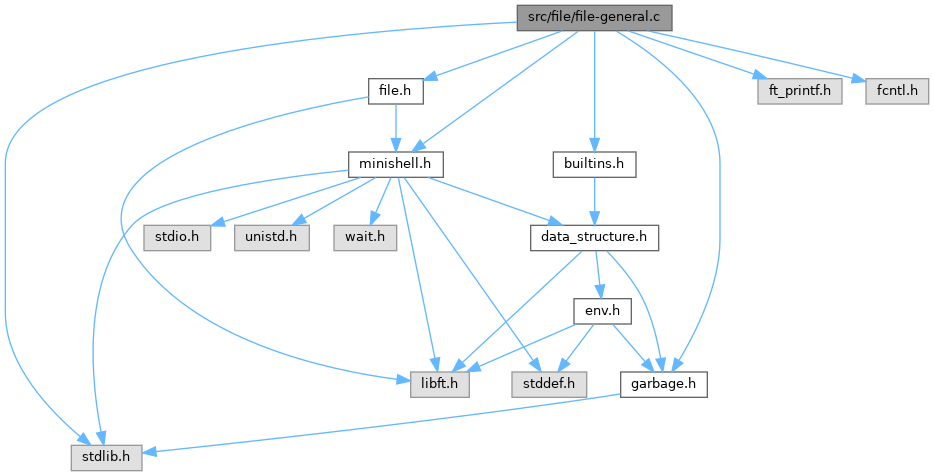 src/file/file-general.c
file.h
ft_printf.h
fcntl.h
minishell.h
builtins.h
stdio.h
unistd.h
wait.h
data_structure.h
env.h
libft.h
stddef.h
garbage.h
stdlib.h